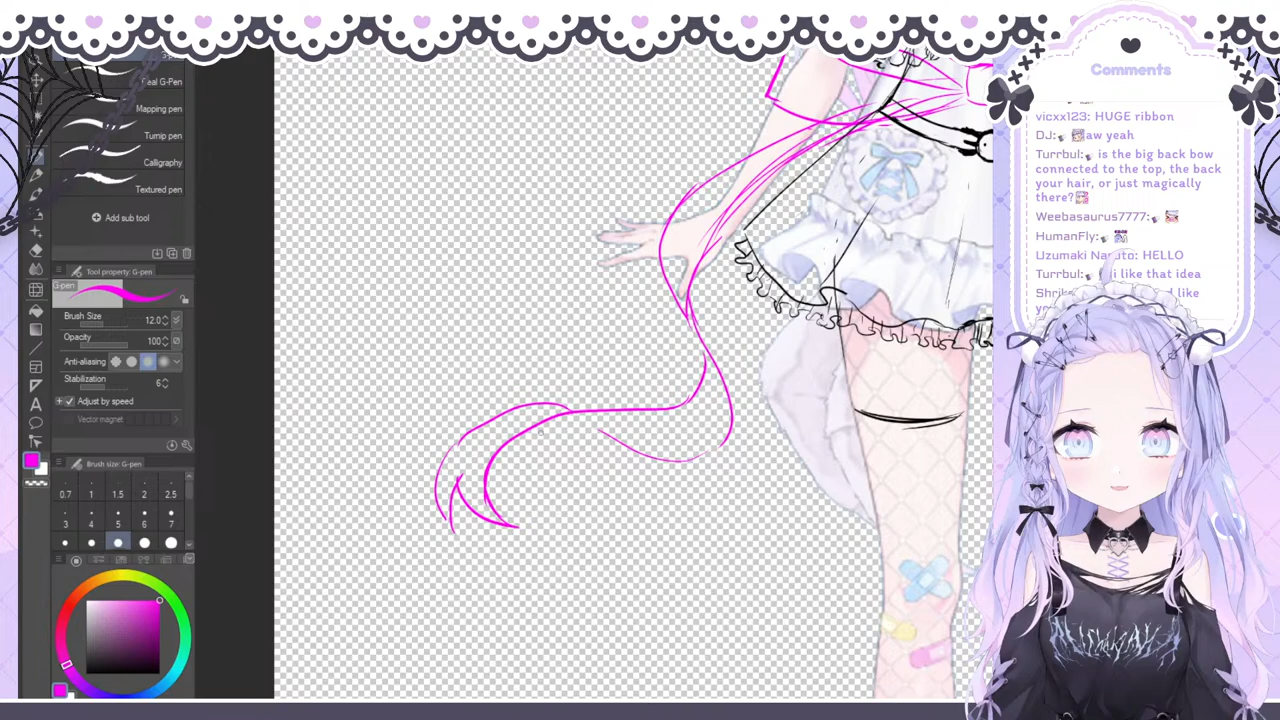 Real G-Pen
Mapping pen
Turnip pen
Calligraphy
Textured pen
Add sub tool
Tool property: G-pen
G-pen
Brush Size 12.0
Opacity 100
Anti-aliasing
Stabilization 6
Adjust by speed
Vector magnet
Brush size: G-pen
0.7 1 1.5 2 2.5
3 4 5 6 7
Comments
vicxx123: HUGE ribbon
DJ: aw yeah
Turrbul: is the big back bow
connected to the top, the back
your hair, or just magically
there?
Weebasaurus7777:
HumanFly:
Uzumaki Naruto: HELLO
Turrbul: i like that idea